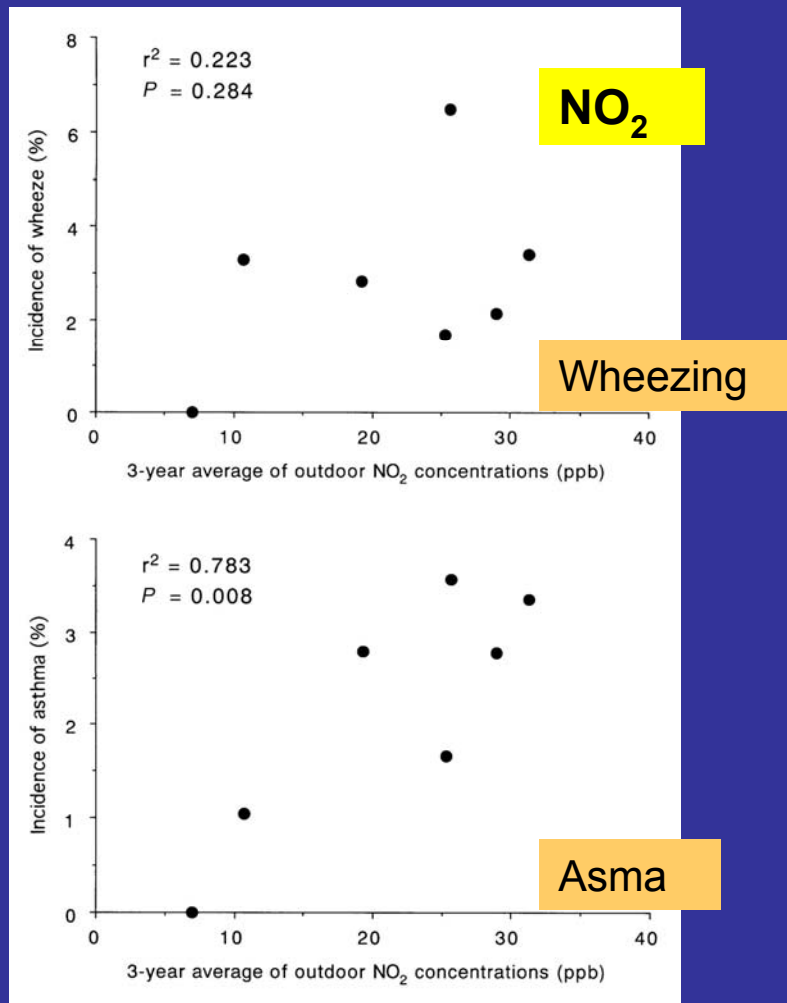 8
r² = 0.223
P = 0.284
NO₂
6
4
2
0
Incidence of wheeze (%)
Wheezing
0 10 20 30 40
3-year average of outdoor NO₂ concentrations (ppb)
4
r² = 0.783
P = 0.008
3
2
1
0
Incidence of asthma (%)
Asma
0 10 20 30 40
3-year average of outdoor NO₂ concentrations (ppb)